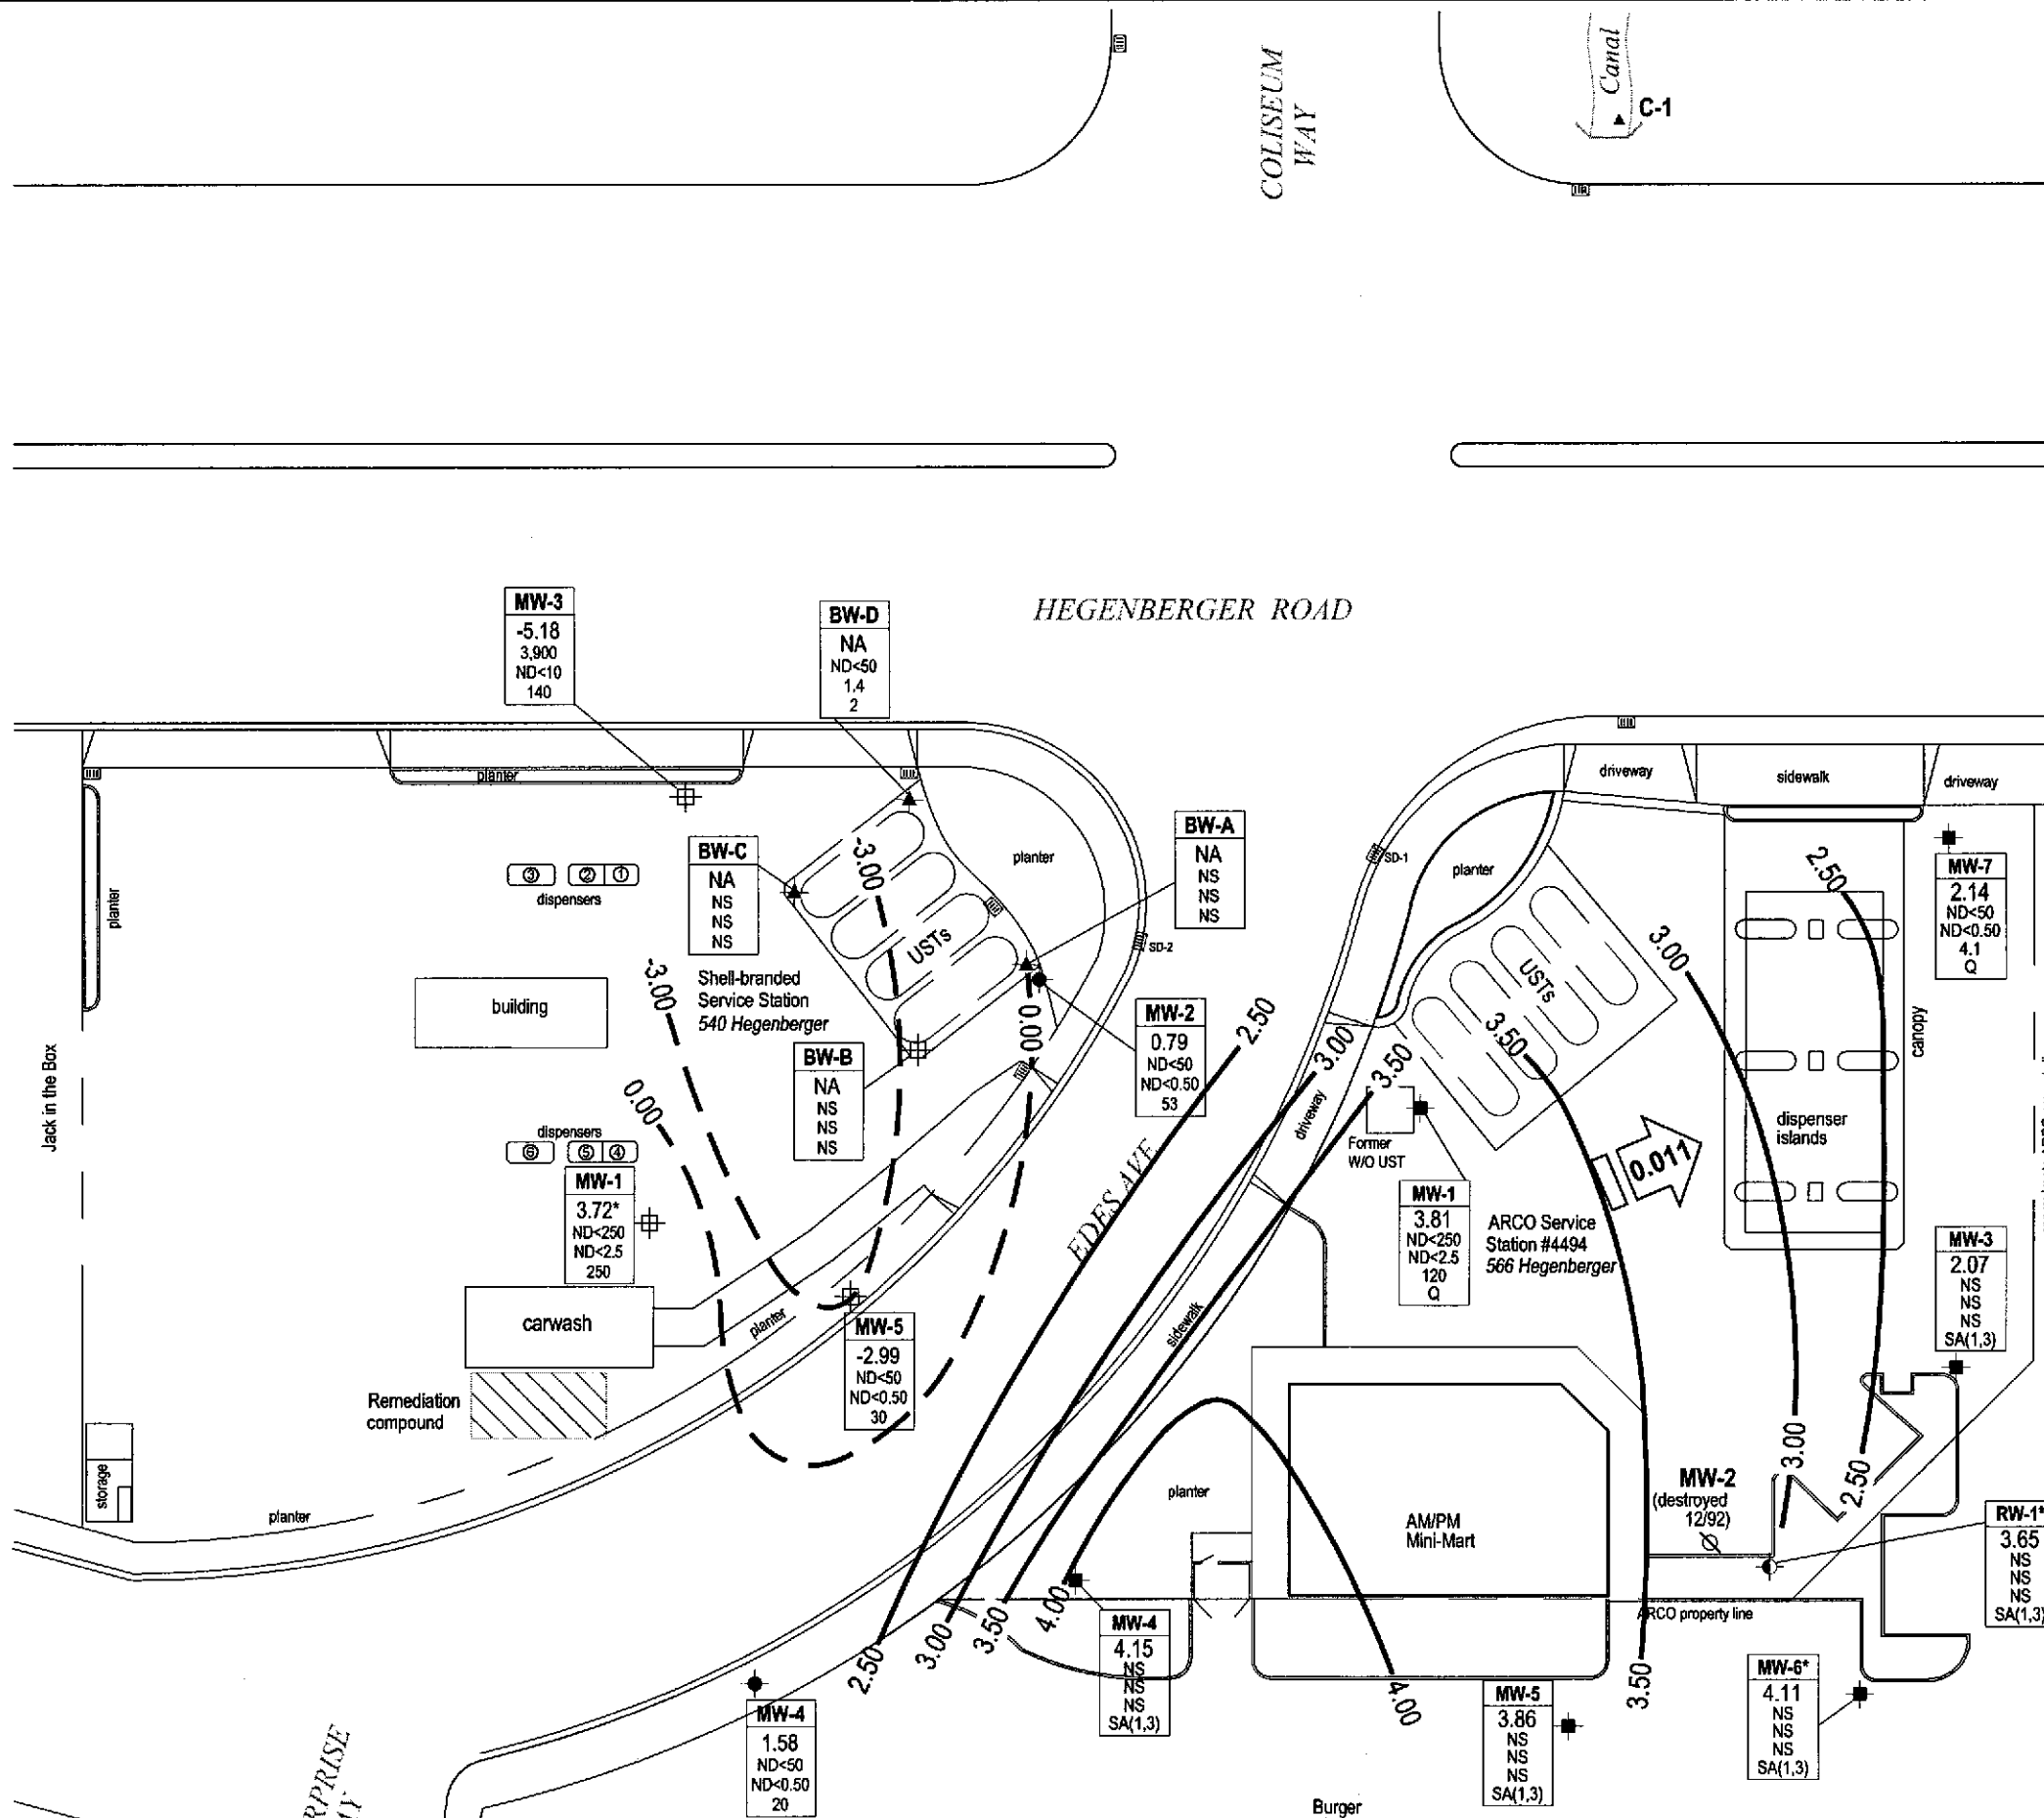 COLISEUM
WAY
Canal
C-1
HEGENBERGER ROAD
MW-3
-5.18
3,900
ND<10
140
BW-D
NA
ND<50
1.4
2
planter
planter
BW-C
NA
NS
NS
NS
-3.00
USTs
planter
BW-A
NA
NS
NS
NS
SD-2
SD-1
planter
driveway
sidewalk
driveway
MW-7
2.14
ND<50
ND<0.50
4.1
Q
2.50
3.00
USTs
3.50
canopy
dispenser
islands
3
2
1
dispensers
building
Shell-branded
Service Station
540 Hegenberger
-3.00
0.00
0.00
BW-B
NA
NS
NS
NS
MW-2
0.79
ND<50
ND<0.50
53
2.50
3.00
3.50
driveway
Former
W/O UST
0.011
Jack in the Box
dispensers
6
5
4
MW-1
3.72*
ND<250
ND<2.5
250
EDES AVE
MW-1
3.81
ND<250
ND<2.5
120
Q
ARCO Service
Station #4494
566 Hegenberger
MW-3
2.07
NS
NS
NS
SA(1,3)
carwash
planter
sidewalk
MW-5
-2.99
ND<50
ND<0.50
30
Remediation
compound
storage
planter
planter
AM/PM
Mini-Mart
MW-2
(destroyed
12/92)
3.00
2.50
RW-1*
3.65
NS
NS
NS
SA(1,3)
ARCO property line
2.50
3.00
3.50
4.00
MW-4
4.15
NS
NS
NS
SA(1,3)
4.00
3.50
MW-5
3.86
NS
NS
NS
SA(1,3)
MW-6*
4.11
NS
NS
NS
SA(1,3)
MW-4
1.58
ND<50
ND<0.50
20
Burger